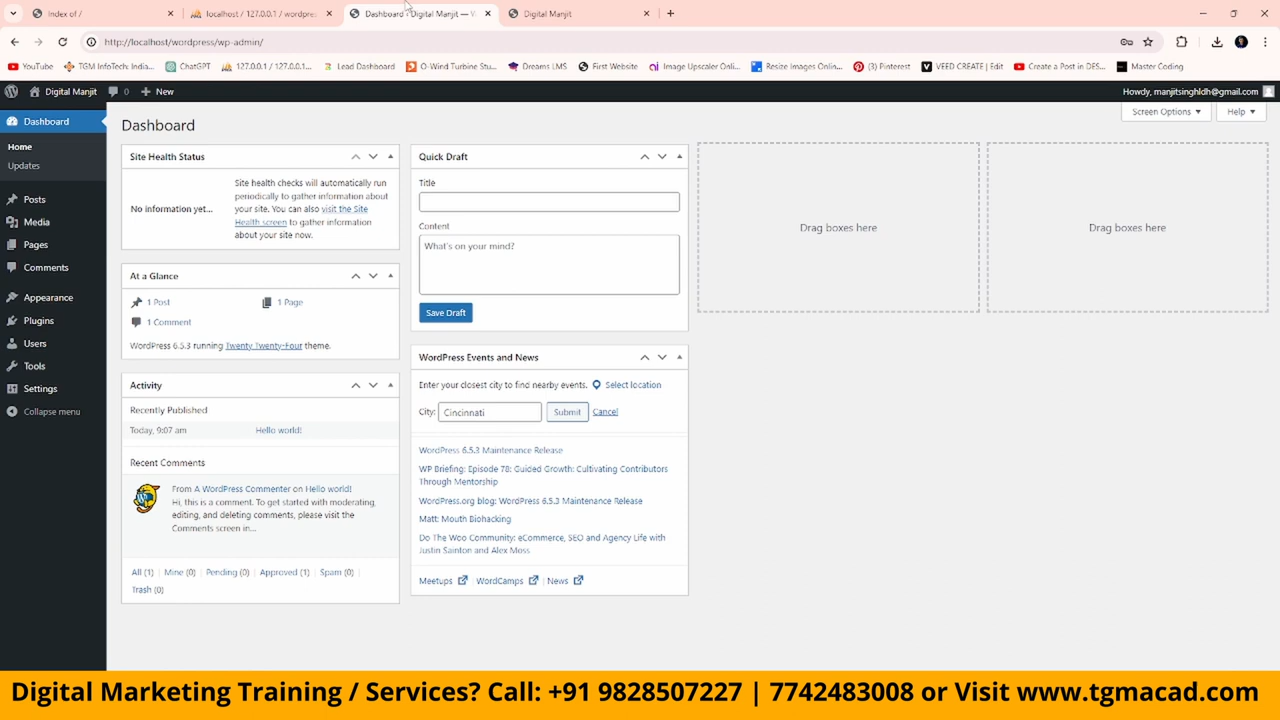 Index of /
localhost / 127.0.0.1 / wordpre
Dashboard ‹ Digital Manjit — W
Digital Manjit
http://localhost/wordpress/wp-admin/
YouTube
TGM InfoTech: India...
ChatGPT
127.0.0.1 / 127.0.0.1...
Lead Dashboard
O-Wind Turbine Stu...
Dreams LMS
First Website
Image Upscaler Onli...
Resize Images Onlin...
(3) Pinterest
VEED CREATE | Edit
Create a Post in DES...
Master Coding
Digital Manjit
0
New
Howdy, manjitsinghldh@gmail.com
Dashboard
Home
Updates
Posts
Media
Pages
Comments
Appearance
Plugins
Users
Tools
Settings
Collapse menu
Screen Options
Help
Dashboard
Site Health Status
No information yet...
Site health checks will automatically run
periodically to gather information about
your site. You can also visit the Site
Health screen to gather information
about your site now.
At a Glance
1 Post
1 Page
1 Comment
WordPress 6.5.3 running Twenty Twenty-Four theme.
Activity
Recently Published
Today, 9:07 am
Hello world!
Recent Comments
From A WordPress Commenter on Hello world!
Hi, this is a comment. To get started with moderating,
editing, and deleting comments, please visit the
Comments screen in...
All (1) | Mine (0) | Pending (0) | Approved (1) | Spam (0) |
Trash (0)
Quick Draft
Title
Content
What's on your mind?
Save Draft
WordPress Events and News
Enter your closest city to find nearby events.
Select location
City:
Cincinnati
Submit
Cancel
WordPress 6.5.3 Maintenance Release
WP Briefing: Episode 78: Guided Growth: Cultivating Contributors
Through Mentorship
WordPress.org blog: WordPress 6.5.3 Maintenance Release
Matt: Mouth Biohacking
Do The Woo Community: eCommerce, SEO and Agency Life with
Justin Sainton and Alex Moss
Meetups | WordCamps | News
Drag boxes here
Drag boxes here
Digital Marketing Training / Services? Call: +91 9828507227 | 7742483008 or Visit www.tgmacad.com